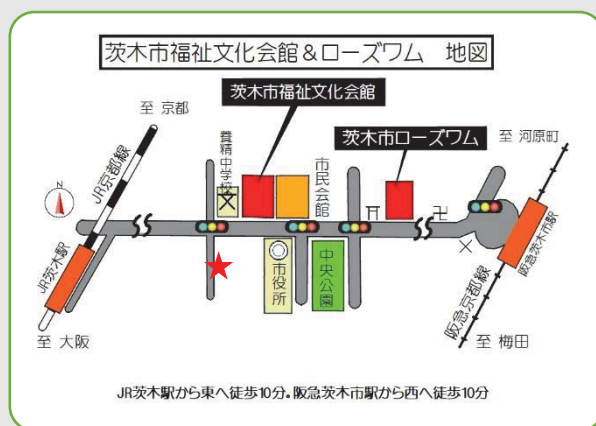 茨木市福祉文化会館&ローズワム 地図
茨木市福祉文化会館
至 京都
養精中学校
市民会館
茨木市ローズワム
至 河原町
JR京都線
N
JR茨木駅
市役所
中央公園
阪急茨木市駅
阪急京都線
至 大阪
至 梅田
JR茨木駅から東へ徒歩10分。阪急茨木市駅から西へ徒歩10分